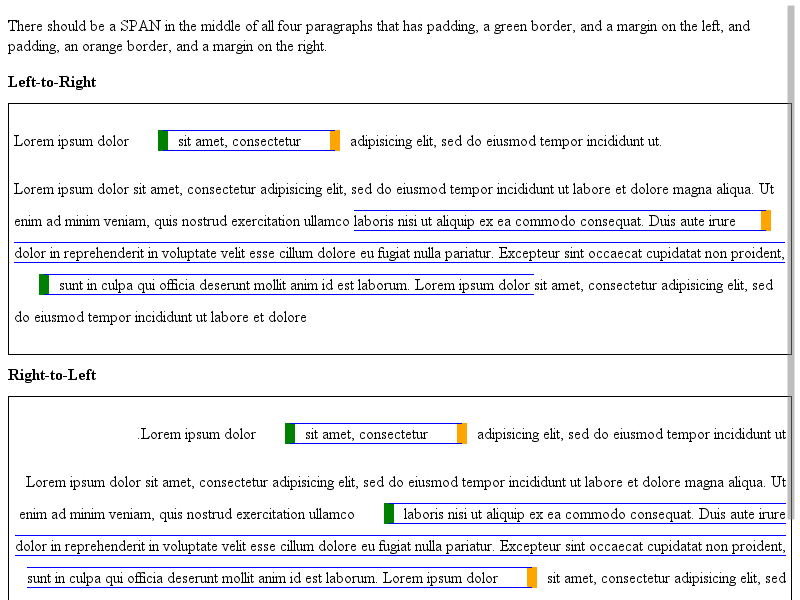 There should be a SPAN in the middle of all four paragraphs that has padding, a green border, and a margin on the left, and
padding, an orange border, and a margin on the right.
Left-to-Right
Lorem ipsum dolor sit amet, consectetur adipisicing elit, sed do eiusmod tempor incididunt ut.
Lorem ipsum dolor sit amet, consectetur adipisicing elit, sed do eiusmod tempor incididunt ut labore et dolore magna aliqua. Ut
enim ad minim veniam, quis nostrud exercitation ullamco laboris nisi ut aliquip ex ea commodo consequat. Duis aute irure
dolor in reprehenderit in voluptate velit esse cillum dolore eu fugiat nulla pariatur. Excepteur sint occaecat cupidatat non proident,
sunt in culpa qui officia deserunt mollit anim id est laborum. Lorem ipsum dolor sit amet, consectetur adipisicing elit, sed
do eiusmod tempor incididunt ut labore et dolore
Right-to-Left
.Lorem ipsum dolor sit amet, consectetur adipisicing elit, sed do eiusmod tempor incididunt ut
Lorem ipsum dolor sit amet, consectetur adipisicing elit, sed do eiusmod tempor incididunt ut labore et dolore magna aliqua. Ut
enim ad minim veniam, quis nostrud exercitation ullamco laboris nisi ut aliquip ex ea commodo consequat. Duis aute irure
dolor in reprehenderit in voluptate velit esse cillum dolore eu fugiat nulla pariatur. Excepteur sint occaecat cupidatat non proident,
sunt in culpa qui officia deserunt mollit anim id est laborum. Lorem ipsum dolor sit amet, consectetur adipisicing elit, sed